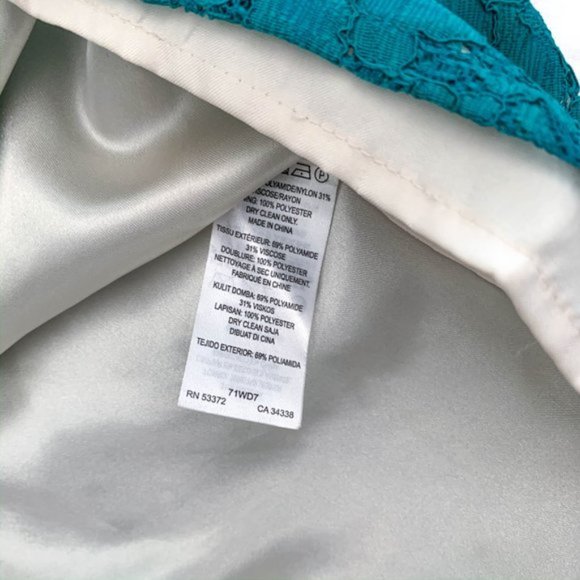 P
OLYAMIDE/NYLON 31%
VISCOSE/RAYON
NG: 100% POLYESTER
DRY CLEAN ONLY.
MADE IN CHINA
TISSU EXTÉRIEUR: 69% POLYAMIDE
31% VISCOSE
DOUBLURE: 100% POLYESTER
NETTOYAGE À SEC UNIQUEMENT.
FABRIQUÉ EN CHINE
KULIT DOMBA: 69% POLYAMIDE
31% VISKOS
LAPISAN: 100% POLYESTER
DRY CLEAN SAJA
DIBUAT DI CINA
TEJIDO EXTERIOR: 69% POLIAMIDA
71WD7
RN 53372 CA 34338